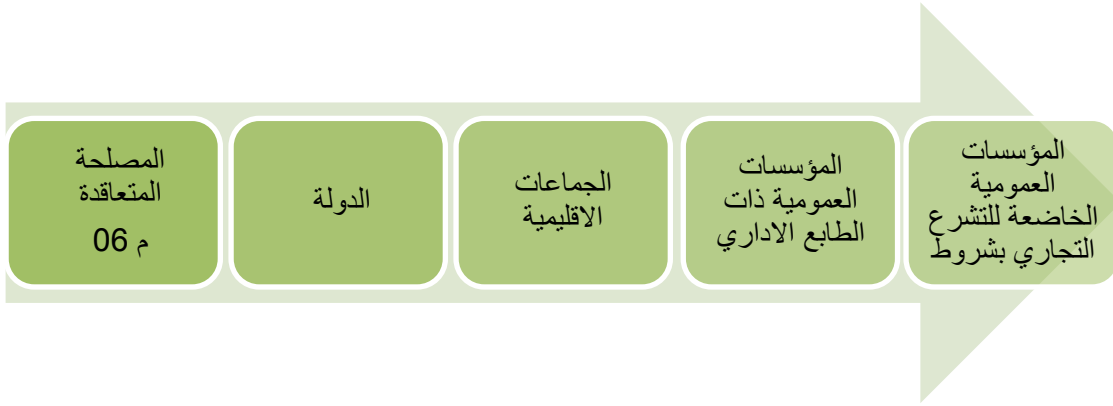 المصلحة
المتعاقدة
م 06
الدولة
الجماعات
الاقليمية
المؤسسات
العمومية ذات
الطابع الاداري
المؤسسات
العمومية
الخاضعة للتشرع
التجاري بشروط